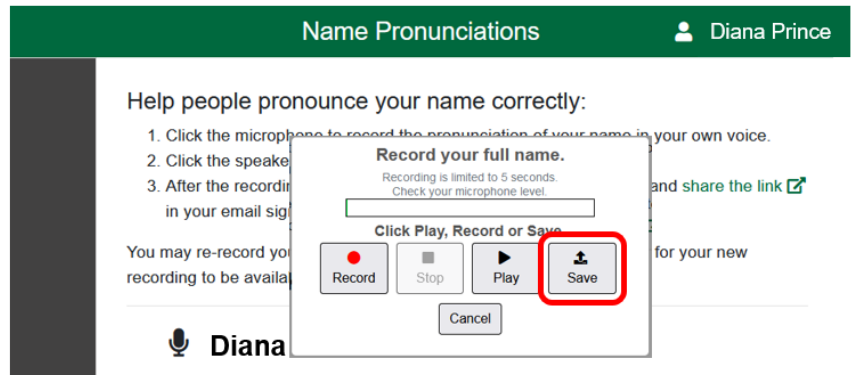 Name Pronunciations
Diana Prince
Help people pronounce your name correctly:
1. Click the microphone to record the pronunciation of your name in your own voice.
2. Click the speake
3. After the recordin
and share the link
in your email sig
You may re-record you
for your new
recording to be availa
Diana
Record your full name.
Recording is limited to 5 seconds.
Check your microphone level.
Click Play, Record or Save
Record
Stop
Play
Save
Cancel